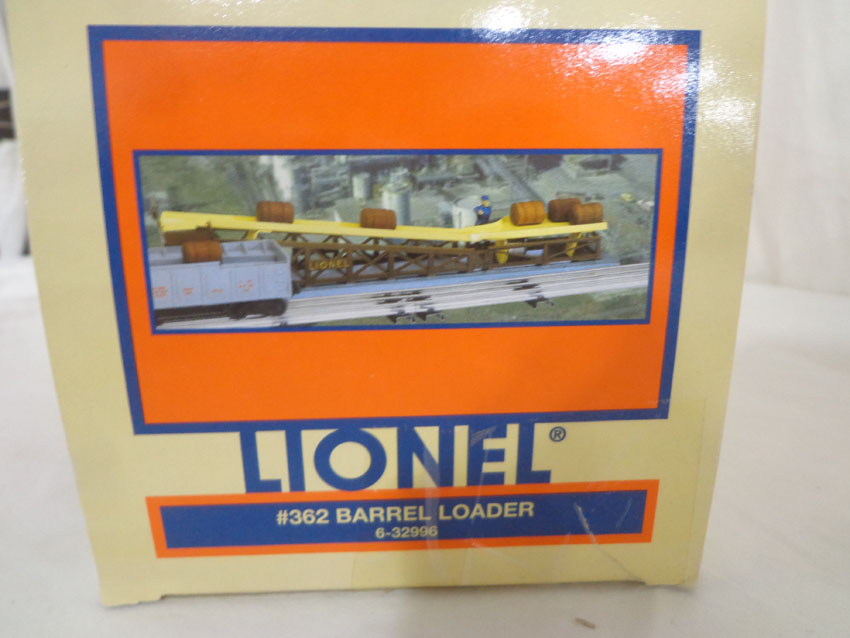 LIONEL
LIONEL®
#362 BARREL LOADER
6-32996